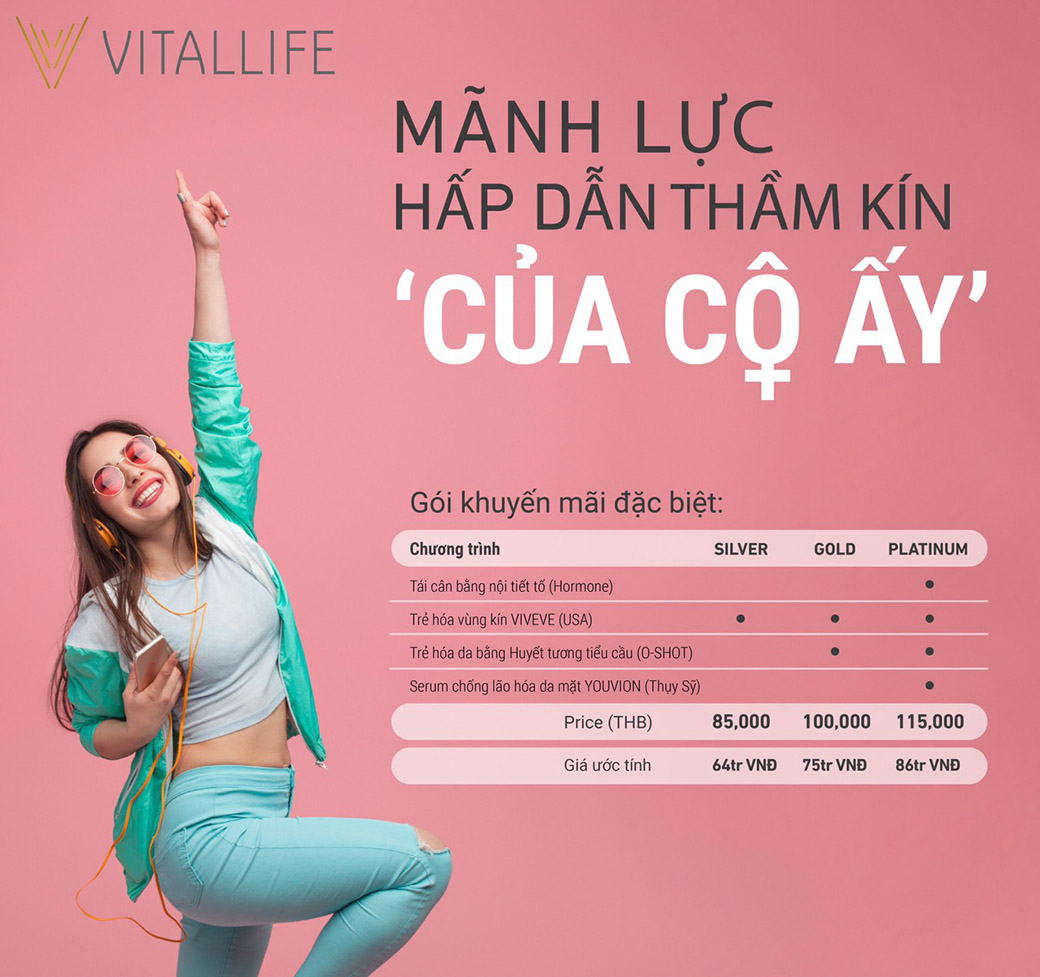 VITALLIFE
MÃNH LỰC
HẤP DẪN THẦM KÍN
‘CỦA CÔ ẤY’
Gói khuyến mãi đặc biệt:
Chương trình SILVER GOLD PLATINUM
Tái cân bằng nội tiết tố (Hormone) •
Trẻ hóa vùng kín VIVEVE (USA) • • •
Trẻ hóa da bằng Huyết tương tiểu cầu (O-SHOT) • •
Serum chống lão hóa da mặt YOUVION (Thụy Sỹ) •
Price (THB) 85,000 100,000 115,000
Giá ước tính 64tr VNĐ 75tr VNĐ 86tr VNĐ